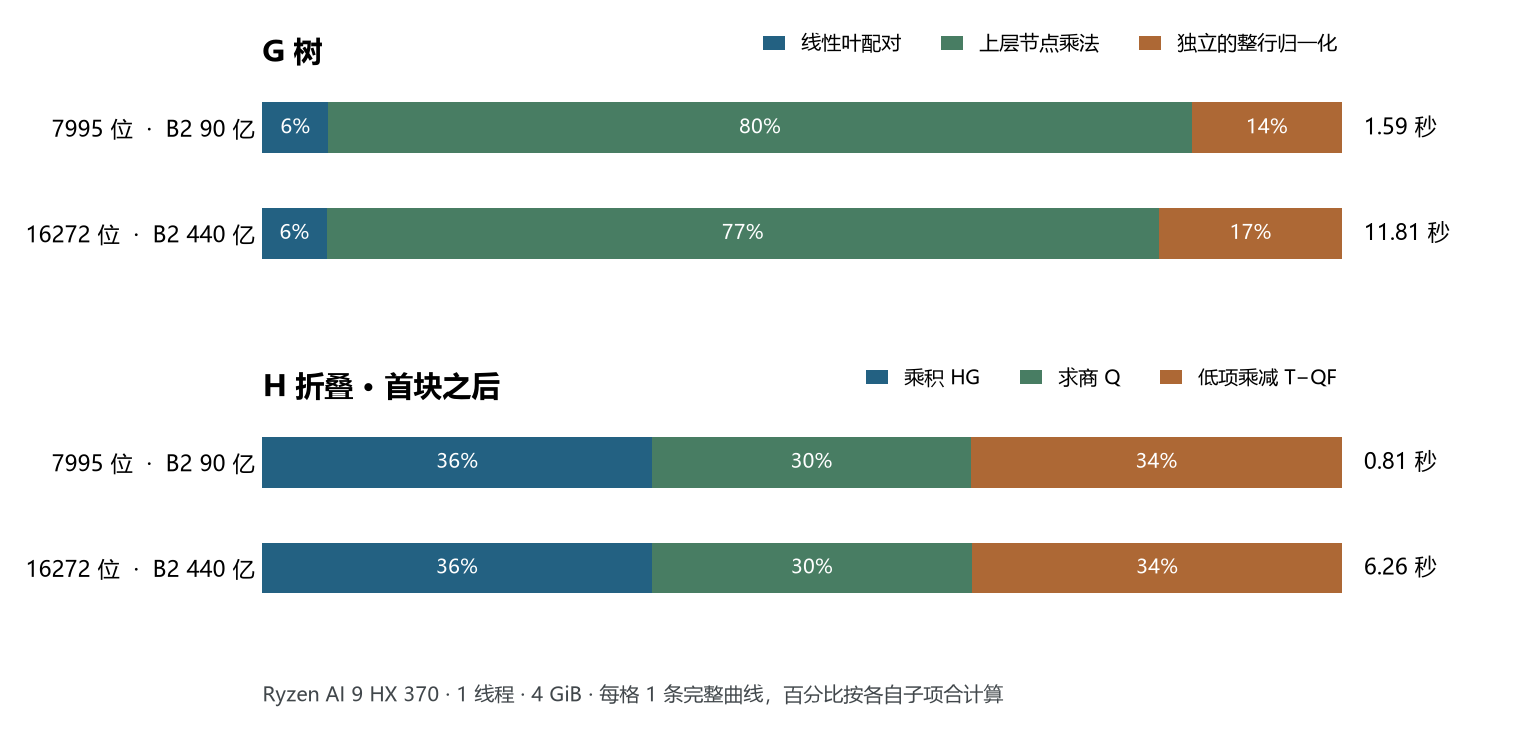 G 树
线性叶配对 上层节点乘法 独立的整行归一化
7995 位 · B2 90 亿 6% 80% 14% 1.59 秒
16272 位 · B2 440 亿 6% 77% 17% 11.81 秒
H 折叠 · 首块之后
乘积 HG 求商 Q 低项乘减 T−QF
7995 位 · B2 90 亿 36% 30% 34% 0.81 秒
16272 位 · B2 440 亿 36% 30% 34% 6.26 秒
Ryzen AI 9 HX 370 · 1 线程 · 4 GiB · 每格 1 条完整曲线，百分比按各自子项合计算